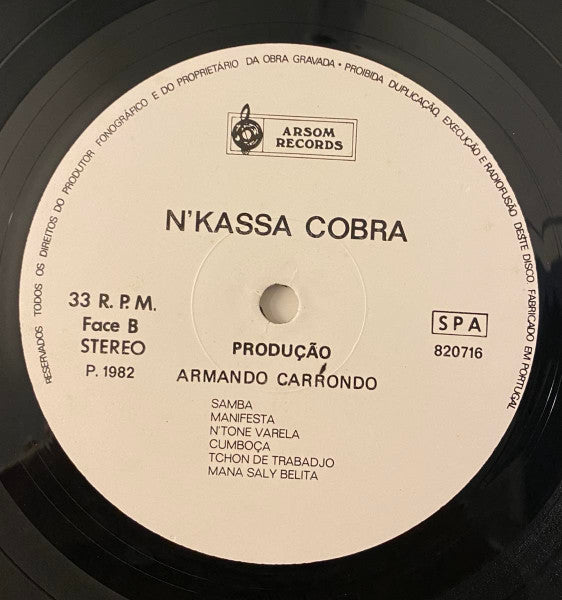 RESERVADOS TODOS OS DIREITOS DO PRODUTOR FONOGRÁFICO E DO PROPRIETÁRIO DA OBRA GRAVADA • PROIBIDA DUPLICAÇÃO, EXECUÇÃO E RADIOFUSÃO DESTE DISCO. FABRICADO EM PORTUGAL
ARSOM
RECORDS
N'KASSA COBRA
33 R. P. M.
Face B
STEREO
P. 1982
SPA
820716
PRODUÇÃO
ARMANDO CARRONDO
SAMBA
MANIFESTA
N'TONE VARELA
CUMBOÇA
TCHON DE TRABADJO
MANA SALY BELITA